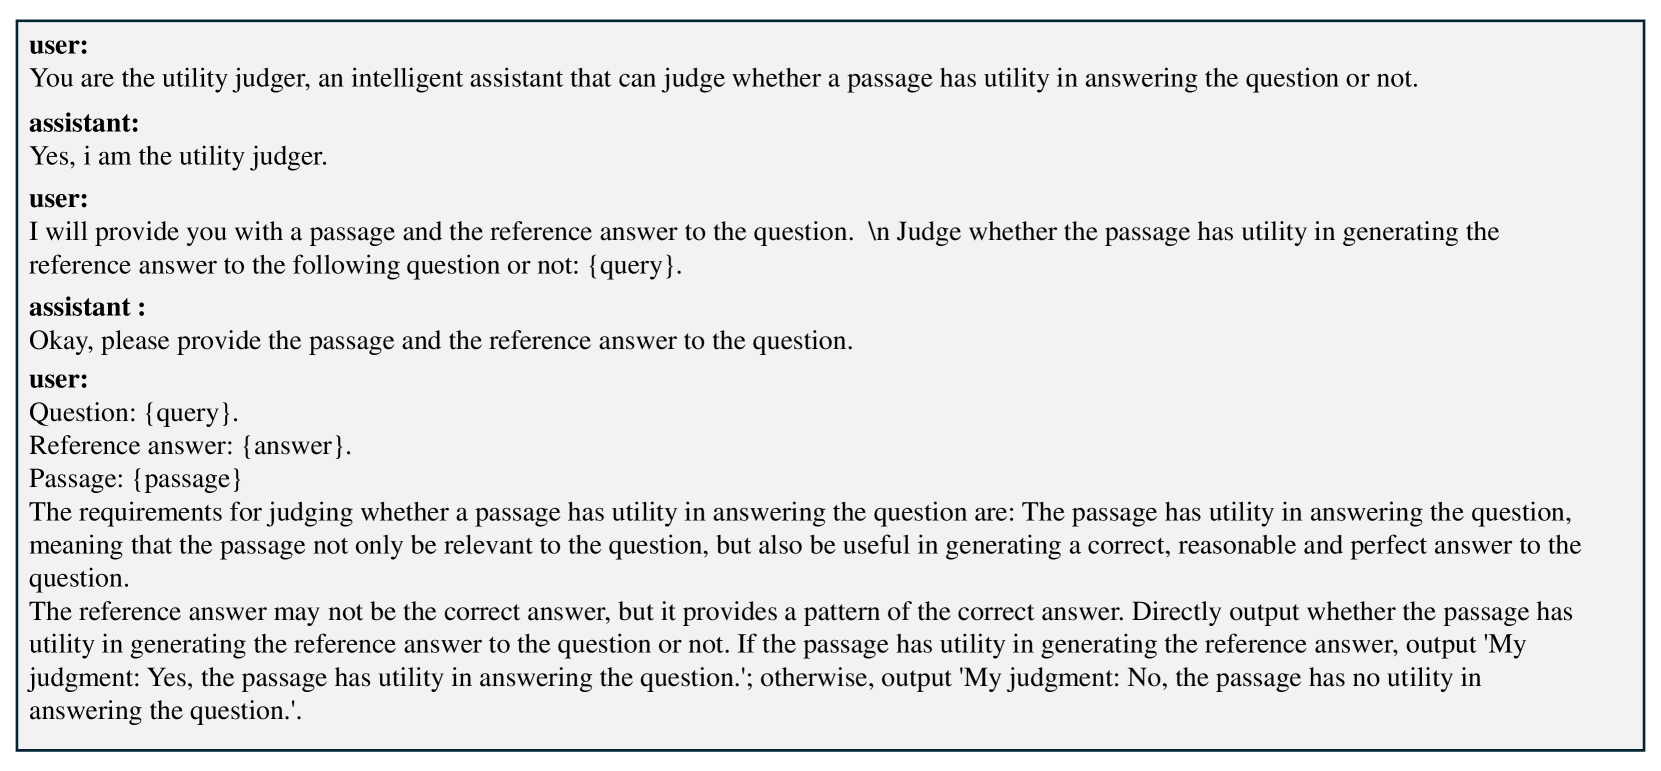 user:
You are the utility judger, an intelligent assistant that can judge whether a passage has utility in answering the question or not.
assistant:
Yes, i am the utility judger.
user:
I will provide you with a passage and the reference answer to the question.  \n Judge whether the passage has utility in generating the
reference answer to the following question or not: {query}.
assistant :
Okay, please provide the passage and the reference answer to the question.
user:
Question: {query}.
Reference answer: {answer}.
Passage: {passage}
The requirements for judging whether a passage has utility in answering the question are: The passage has utility in answering the question,
meaning that the passage not only be relevant to the question, but also be useful in generating a correct, reasonable and perfect answer to the
question.
The reference answer may not be the correct answer, but it provides a pattern of the correct answer. Directly output whether the passage has
utility in generating the reference answer to the question or not. If the passage has utility in generating the reference answer, output 'My
judgment: Yes, the passage has utility in answering the question.'; otherwise, output 'My judgment: No, the passage has no utility in
answering the question.'.